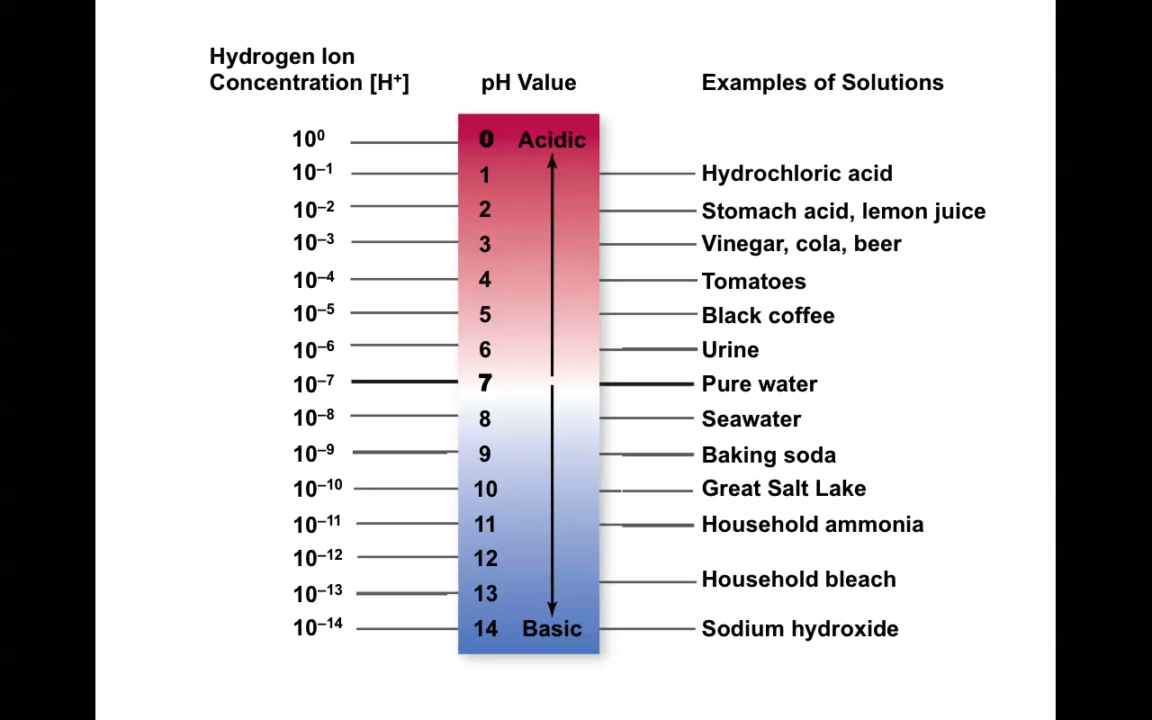 Hydrogen Ion
Concentration [H⁺] pH Value Examples of Solutions
10⁰ 0 Acidic
10⁻¹ 1 Hydrochloric acid
10⁻² 2 Stomach acid, lemon juice
10⁻³ 3 Vinegar, cola, beer
10⁻⁴ 4 Tomatoes
10⁻⁵ 5 Black coffee
10⁻⁶ 6 Urine
10⁻⁷ 7 Pure water
10⁻⁸ 8 Seawater
10⁻⁹ 9 Baking soda
10⁻¹⁰ 10 Great Salt Lake
10⁻¹¹ 11 Household ammonia
10⁻¹² 12
Household bleach
10⁻¹³ 13
10⁻¹⁴ 14 Basic Sodium hydroxide